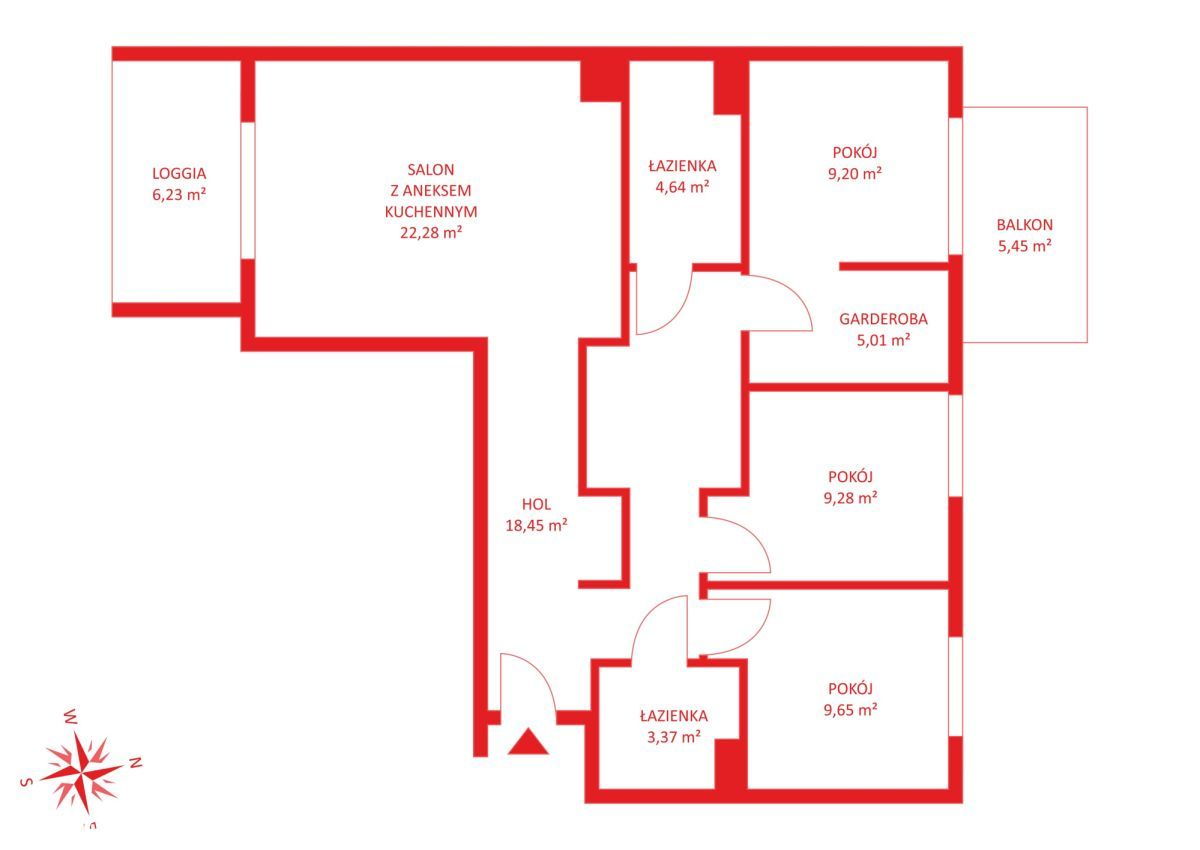 LOGGIA
6,23 m²
SALON
Z ANEKSEM
KUCHENNYM
22,28 m²
ŁAZIENKA
4,64 m²
POKÓJ
9,20 m²
BALKON
5,45 m²
GARDEROBA
5,01 m²
POKÓJ
9,28 m²
HOL
18,45 m²
POKÓJ
9,65 m²
ŁAZIENKA
3,37 m²
W
N
S